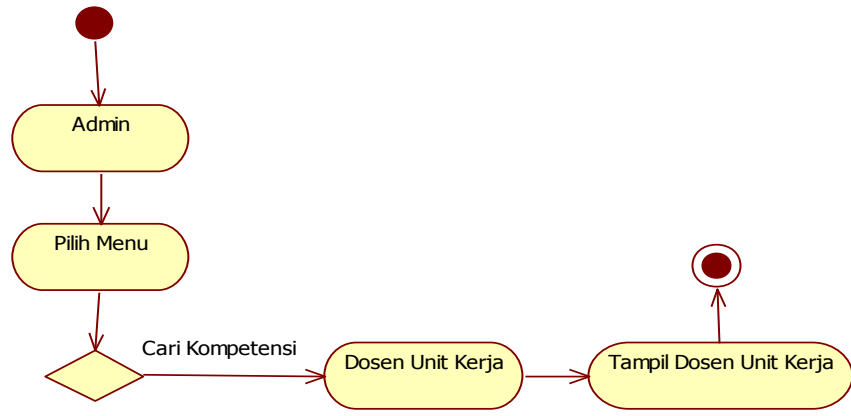 Admin
Pilih Menu
Cari Kompetensi
Dosen Unit Kerja
Tampil Dosen Unit Kerja